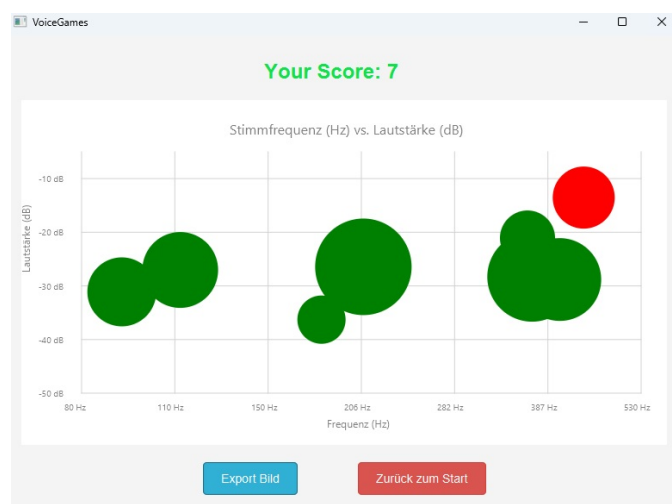 VoiceGames
Your Score: 7
Stimmfrequenz (Hz) vs. Lautstärke (dB)
Lautstärke (dB)
-10 dB
-20 dB
-30 dB
-40 dB
-50 dB
80 Hz 110 Hz 150 Hz 206 Hz 282 Hz 387 Hz 530 Hz
Frequenz (Hz)
Export Bild Zurück zum Start